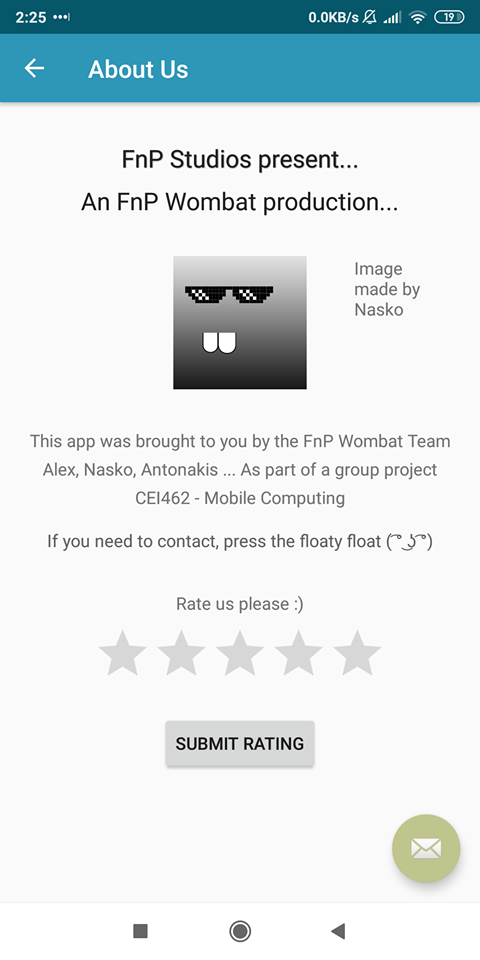 2:25
0.0KB/s
19
About Us
FnP Studios present...
An FnP Wombat production...
Image
made by
Nasko
This app was brought to you by the FnP Wombat Team
Alex, Nasko, Antonakis ... As part of a group project
CEI462 - Mobile Computing
If you need to contact, press the floaty float ( ͡° ͜ʖ ͡°)
Rate us please :)
SUBMIT RATING